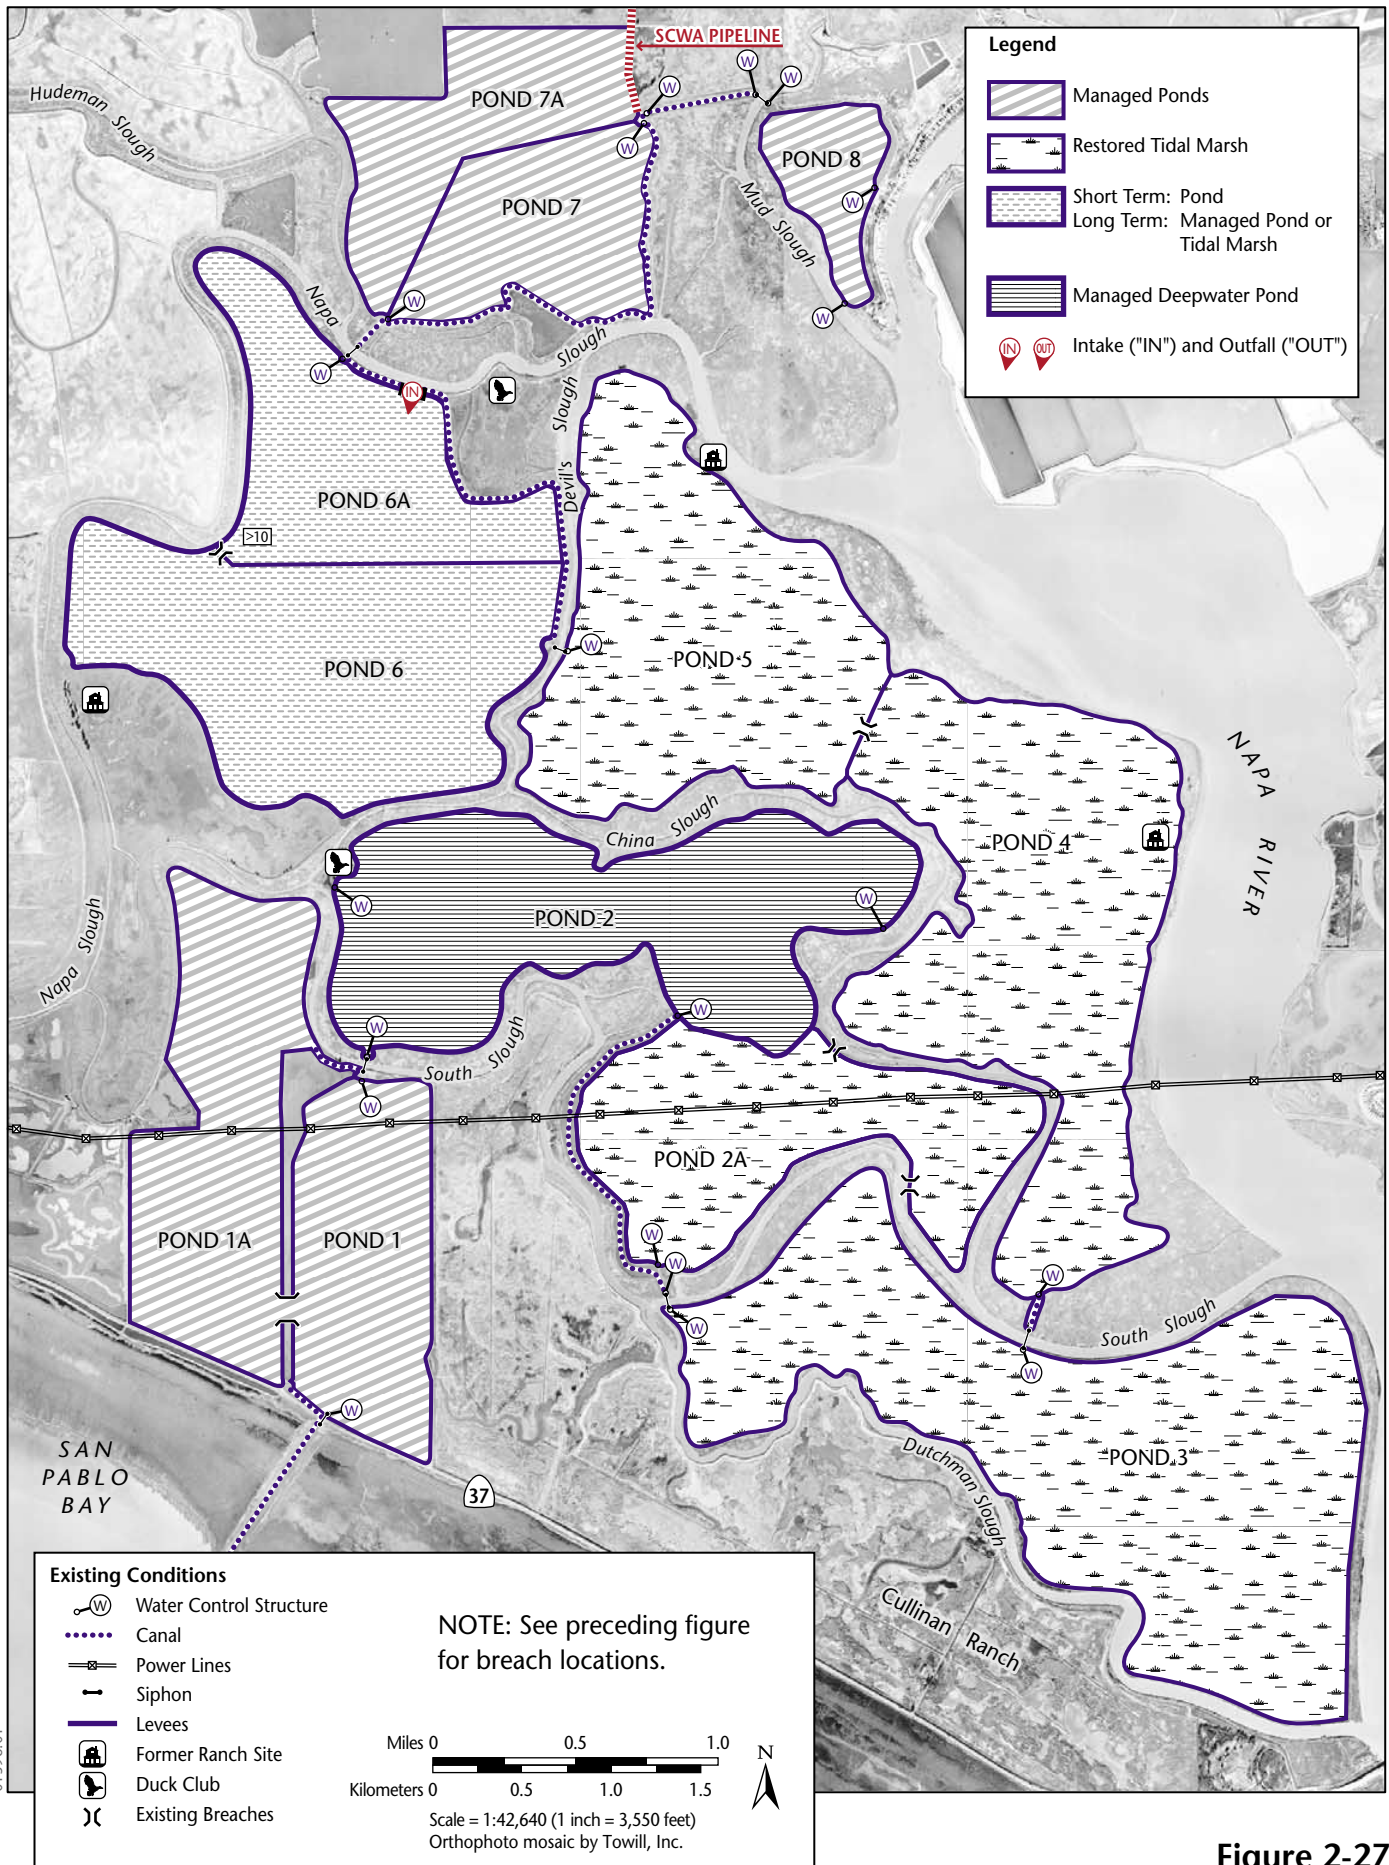 SCWA PIPELINE
Legend
Managed Ponds
Restored Tidal Marsh
Short Term: Pond
Long Term: Managed Pond or
Tidal Marsh
Managed Deepwater Pond
IN OUT Intake ("IN") and Outfall ("OUT")
Hudeman Slough
POND 7A
W
W
W
W
POND 8
POND 7
W
Mud Slough
W
W
Napa
Slough
W
IN
Devil's Slough
POND 6A
>10
POND 6
W
POND 5
NAPA RIVER
China Slough
POND 4
W
W
POND 2
Napa Slough
W
W
South Slough
W
POND 2A
POND 1A
POND 1
W
W
W
W
W
South Slough
W
POND 3
Dutchman Slough
SAN
PABLO
BAY
37
Cullinan Ranch
Existing Conditions
W Water Control Structure
Canal
Power Lines
Siphon
Levees
Former Ranch Site
Duck Club
Existing Breaches
NOTE: See preceding figure
for breach locations.
Miles 0 0.5 1.0
Kilometers 0 0.5 1.0 1.5
N
Scale = 1:42,640 (1 inch = 3,550 feet)
Orthophoto mosaic by Towill, Inc.
Figure 2-27